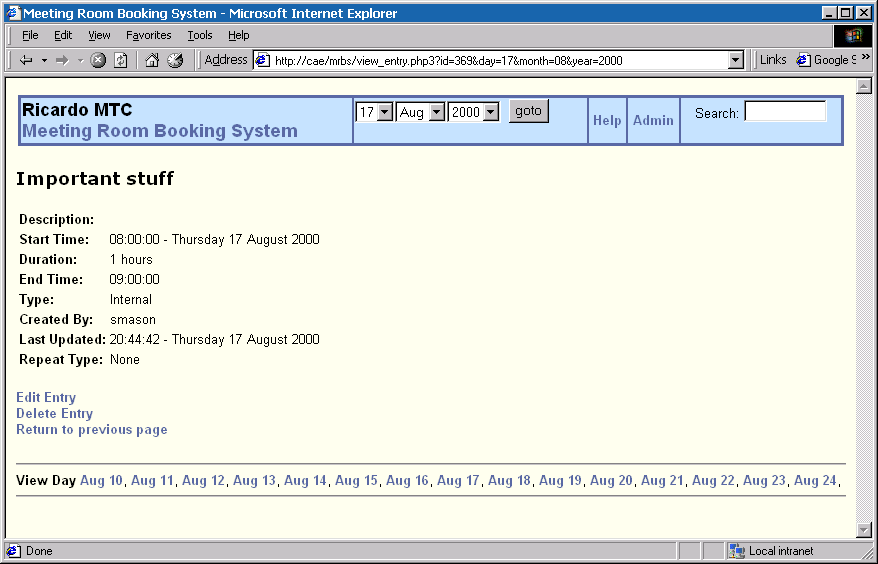 Meeting Room Booking System - Microsoft Internet Explorer
File Edit View Favorites Tools Help
Address http://cae/mrbs/view_entry.php3?id=369&day=17&month=08&year=2000 Links Google S »
Ricardo MTC
Meeting Room Booking System
17 Aug 2000 goto Help Admin Search:
Important stuff
Description:
Start Time: 08:00:00 - Thursday 17 August 2000
Duration: 1 hours
End Time: 09:00:00
Type: Internal
Created By: smason
Last Updated: 20:44:42 - Thursday 17 August 2000
Repeat Type: None
Edit Entry
Delete Entry
Return to previous page
View Day Aug 10, Aug 11, Aug 12, Aug 13, Aug 14, Aug 15, Aug 16, Aug 17, Aug 18, Aug 19, Aug 20, Aug 21, Aug 22, Aug 23, Aug 24,
Done Local intranet